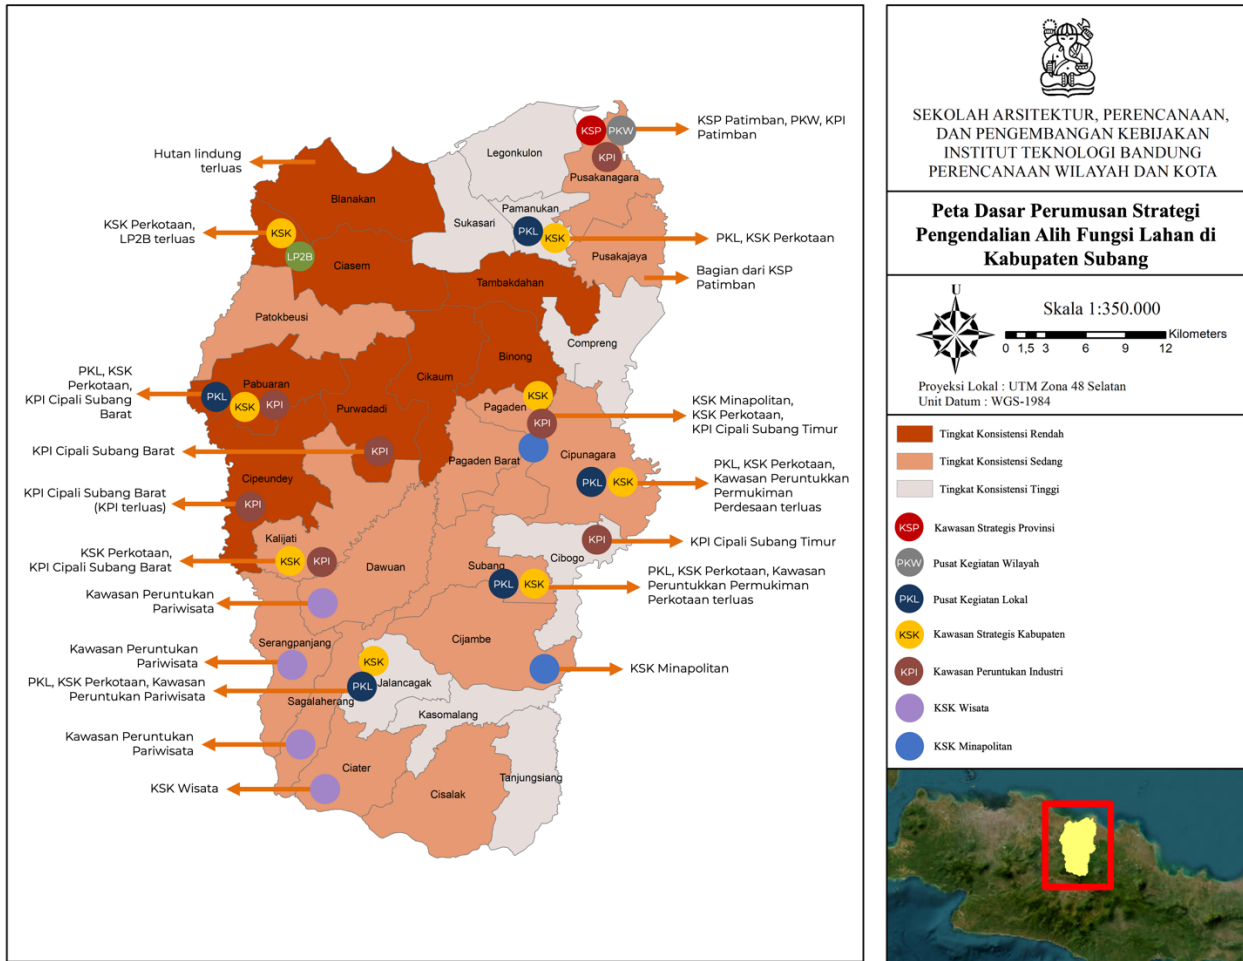 KSP Patimban, PKW, KPI
Patimban
KSP
PKW
KPI
Pusakanagara
Legonkulon
Hutan lindung
terluas
Blanakan
Sukasari
Pamanukan
PKL
KSK
PKL, KSK Perkotaan
KSK Perkotaan,
LP2B terluas
KSK
LP2B
Ciasem
Pusakajaya
Bagian dari KSP
Patimban
Tambakdahan
Patokbeusi
Compreng
Binong
Cikaum
PKL, KSK
Perkotaan,
KPI Cipali Subang
Barat
Pabuaran
PKL
KSK
KPI
Purwadadi
Pagaden
KSK
KPI
KSK Minapolitan,
KSK Perkotaan,
KPI Cipali Subang Timur
KPI Cipali Subang Barat
KPI
Pagaden Barat
Cipunagara
PKL
KSK
PKL, KSK Perkotaan,
Kawasan Peruntukkan
Permukiman
Perdesaan terluas
Cipeundey
KPI Cipali Subang Barat
(KPI terluas)
KPI
Kalijati
KSK Perkotaan,
KPI Cipali Subang Barat
KSK
KPI
Dawuan
KPI
KPI Cipali Subang Timur
Cibogo
Subang
PKL
KSK
PKL, KSK Perkotaan, Kawasan
Peruntukkan Permukiman
Perkotaan terluas
Kawasan Peruntukan
Pariwisata
Serangpanjang
Cijambe
Kawasan Peruntukan
Pariwisata
KSK
KSK Minapolitan
PKL, KSK Perkotaan, Kawasan
Peruntukan Pariwisata
PKL
Jalancagak
Sagalaherang
Kasomalang
Kawasan Peruntukan
Pariwisata
Ciater
Tanjungsiang
KSK Wisata
Cisalak
SEKOLAH ARSITEKTUR, PERENCANAAN,
DAN PENGEMBANGAN KEBIJAKAN
INSTITUT TEKNOLOGI BANDUNG
PERENCANAAN WILAYAH DAN KOTA
Peta Dasar Perumusan Strategi
Pengendalian Alih Fungsi Lahan di
Kabupaten Subang
U
Skala 1:350.000
Kilometers
0 1,5 3 6 9 12
Proyeksi Lokal : UTM Zona 48 Selatan
Unit Datum : WGS-1984
Tingkat Konsistensi Rendah
Tingkat Konsistensi Sedang
Tingkat Konsistensi Tinggi
KSP Kawasan Strategis Provinsi
PKW Pusat Kegiatan Wilayah
PKL Pusat Kegiatan Lokal
KSK Kawasan Strategis Kabupaten
KPI Kawasan Peruntukan Industri
KSK Wisata
KSK Minapolitan